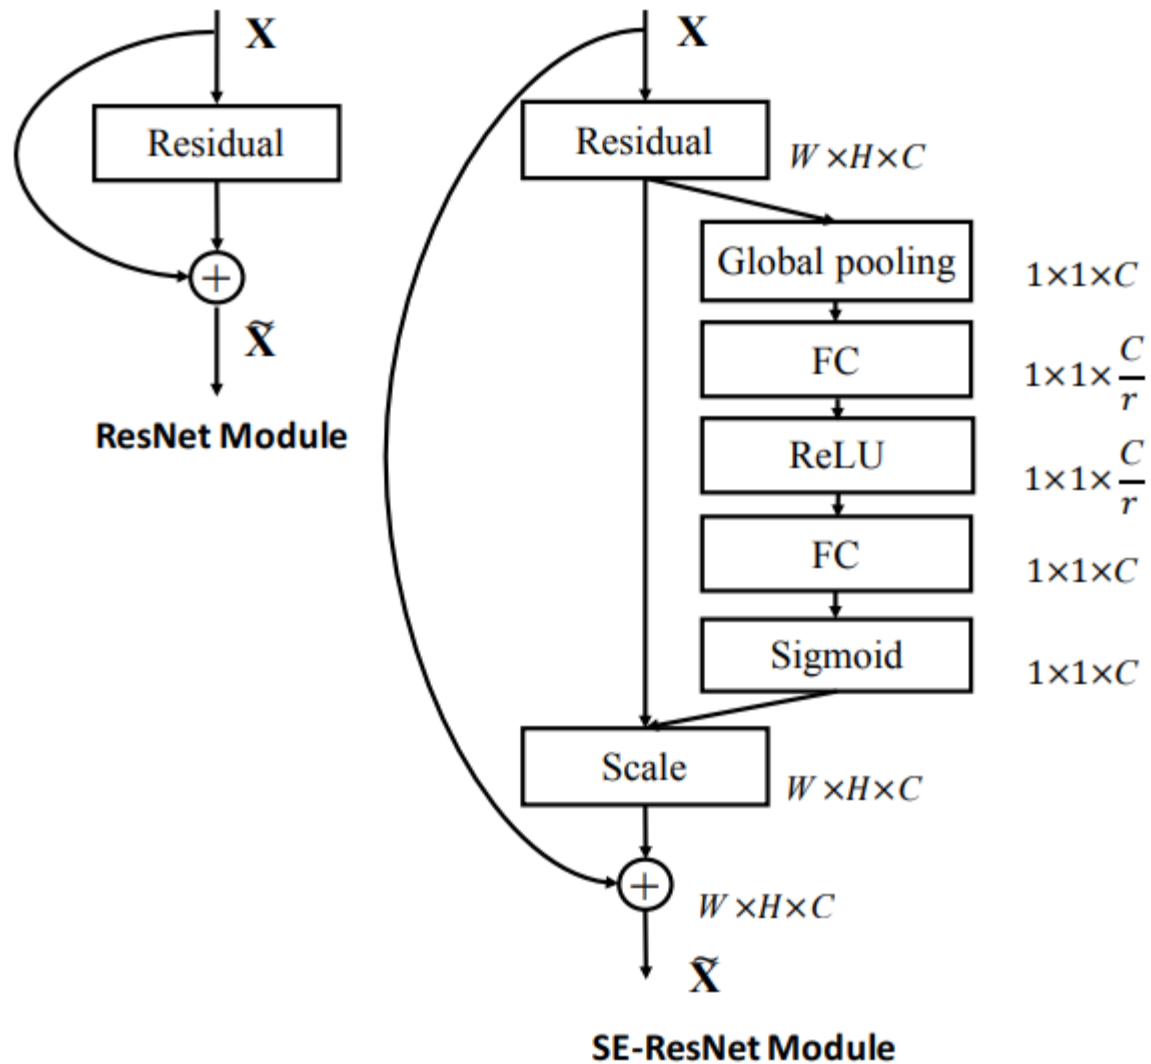 X
Residual
+
X̃
ResNet Module
X
Residual
W×H×C
Global pooling
1×1×C
FC
1×1×C/r
ReLU
1×1×C/r
FC
1×1×C
Sigmoid
1×1×C
Scale
W×H×C
+
W×H×C
X̃
SE-ResNet Module